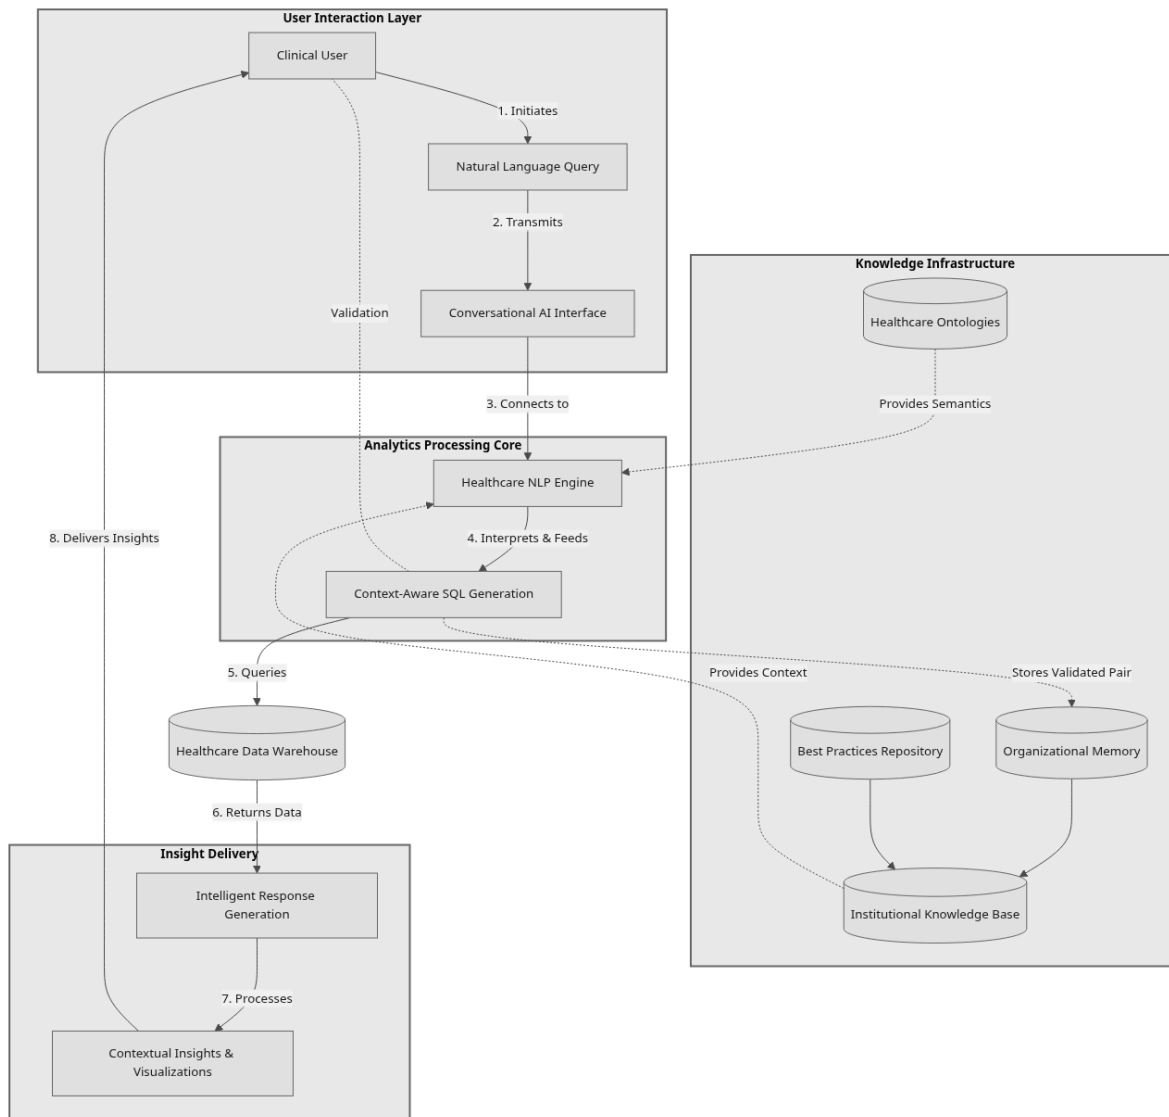 User Interaction Layer
Clinical User
1. Initiates
Natural Language Query
2. Transmits
Conversational AI Interface
Validation
3. Connects to
Knowledge Infrastructure
Healthcare Ontologies
Provides Semantics
Analytics Processing Core
Healthcare NLP Engine
4. Interprets & Feeds
8. Delivers Insights
Context-Aware SQL Generation
5. Queries
Provides Context
Stores Validated Pair
Healthcare Data Warehouse
Best Practices Repository
Organizational Memory
6. Returns Data
Insight Delivery
Intelligent Response
Generation
Institutional Knowledge Base
7. Processes
Contextual Insights &
Visualizations